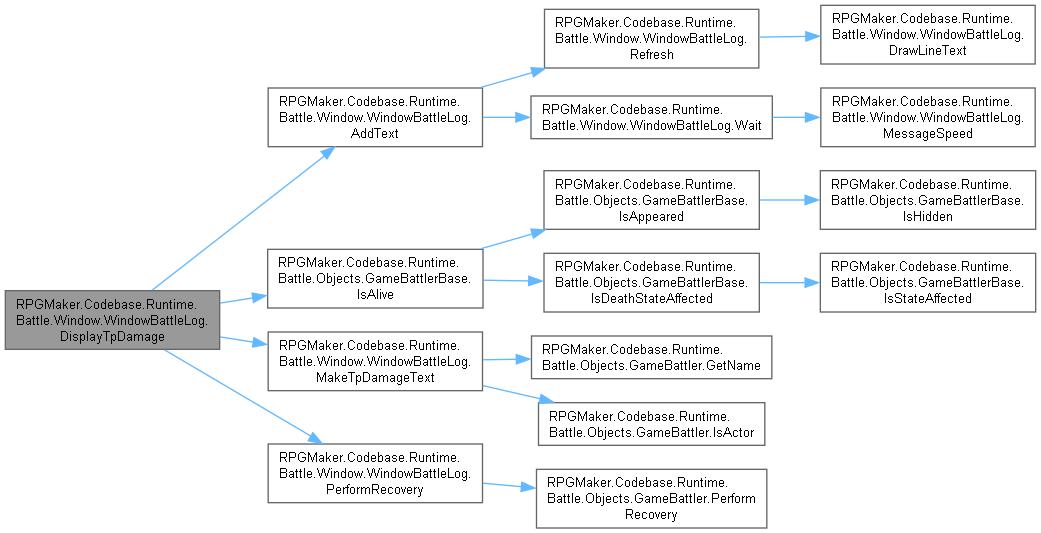 RPGMaker.Codebase.Runtime.
Battle.Window.WindowBattleLog.
DisplayTpDamage
RPGMaker.Codebase.Runtime.
Battle.Window.WindowBattleLog.
AddText
RPGMaker.Codebase.Runtime.
Battle.Window.WindowBattleLog.
Refresh
RPGMaker.Codebase.Runtime.
Battle.Window.WindowBattleLog.
DrawLineText
RPGMaker.Codebase.Runtime.
Battle.Window.WindowBattleLog.Wait
RPGMaker.Codebase.Runtime.
Battle.Window.WindowBattleLog.
MessageSpeed
RPGMaker.Codebase.Runtime.
Battle.Objects.GameBattlerBase.
IsAlive
RPGMaker.Codebase.Runtime.
Battle.Objects.GameBattlerBase.
IsAppeared
RPGMaker.Codebase.Runtime.
Battle.Objects.GameBattlerBase.
IsHidden
RPGMaker.Codebase.Runtime.
Battle.Objects.GameBattlerBase.
IsDeathStateAffected
RPGMaker.Codebase.Runtime.
Battle.Objects.GameBattlerBase.
IsStateAffected
RPGMaker.Codebase.Runtime.
Battle.Window.WindowBattleLog.
MakeTpDamageText
RPGMaker.Codebase.Runtime.
Battle.Objects.GameBattler.GetName
RPGMaker.Codebase.Runtime.
Battle.Objects.GameBattler.IsActor
RPGMaker.Codebase.Runtime.
Battle.Window.WindowBattleLog.
PerformRecovery
RPGMaker.Codebase.Runtime.
Battle.Objects.GameBattler.Perform
Recovery